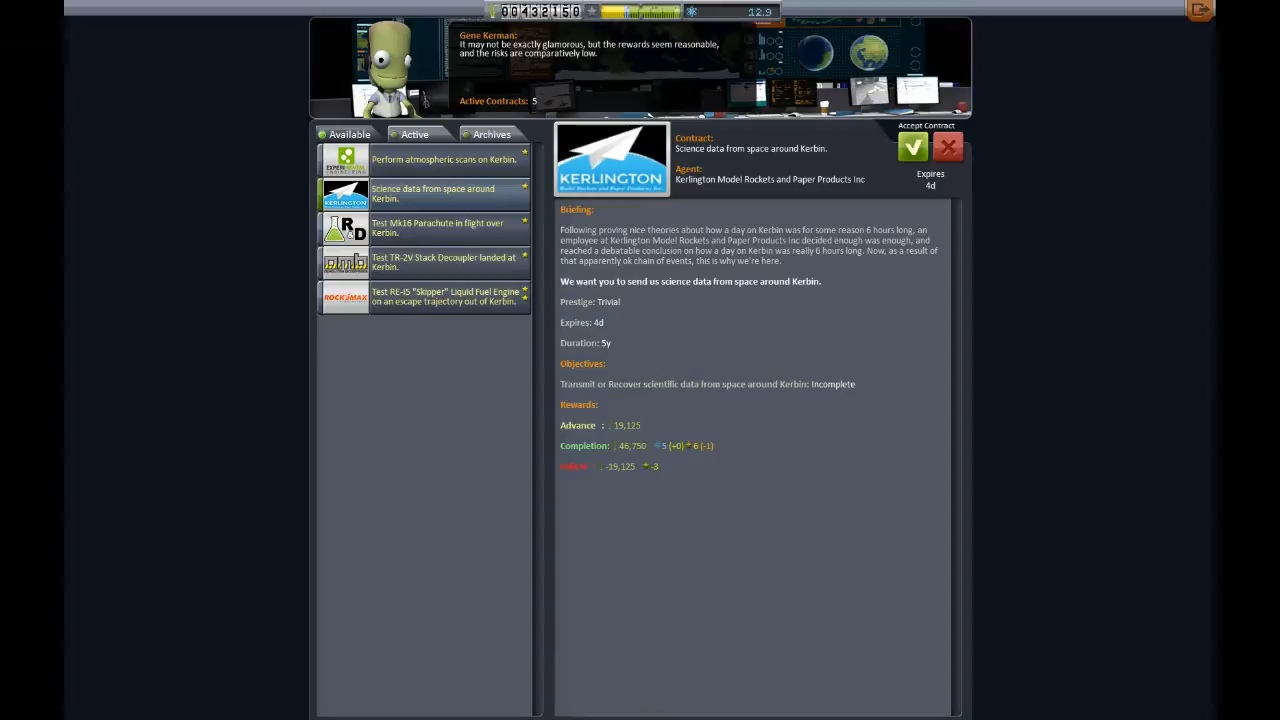 00432150
12.9
Gene Kerman:
It may not be exactly glamorous, but the rewards seem reasonable,
and the risks are comparatively low.
Active Contracts: 5
Available
Active
Archives
Perform atmospheric scans on Kerbin.
KERLINGTON
Science data from space around
Kerbin.
R&D
Test Mk16 Parachute in flight over
Kerbin.
Test TR-2V Stack Decoupler landed at
Kerbin.
ROCKOMAX
Test RE-I5 "Skipper" Liquid Fuel Engine
on an escape trajectory out of Kerbin.
KERLINGTON
Model Rockets and Paper Products, Inc.
Contract:
Science data from space around Kerbin.
Agent:
Kerlington Model Rockets and Paper Products Inc
Accept Contract
Expires
4d
Briefing:
Following proving nice theories about how a day on Kerbin was for some reason 6 hours long, an
employee at Kerlington Model Rockets and Paper Products Inc decided enough was enough, and
reached a debatable conclusion on how a day on Kerbin was really 6 hours long. Now, as a result of
that apparently ok chain of events, this is why we're here.
We want you to send us science data from space around Kerbin.
Prestige: Trivial
Expires: 4d
Duration: 5y
Objectives:
Transmit or Recover scientific data from space around Kerbin: Incomplete
Rewards:
Advance : 19,125
Completion: 46,750 5 (+0) 6 (-1)
-19,125 -3